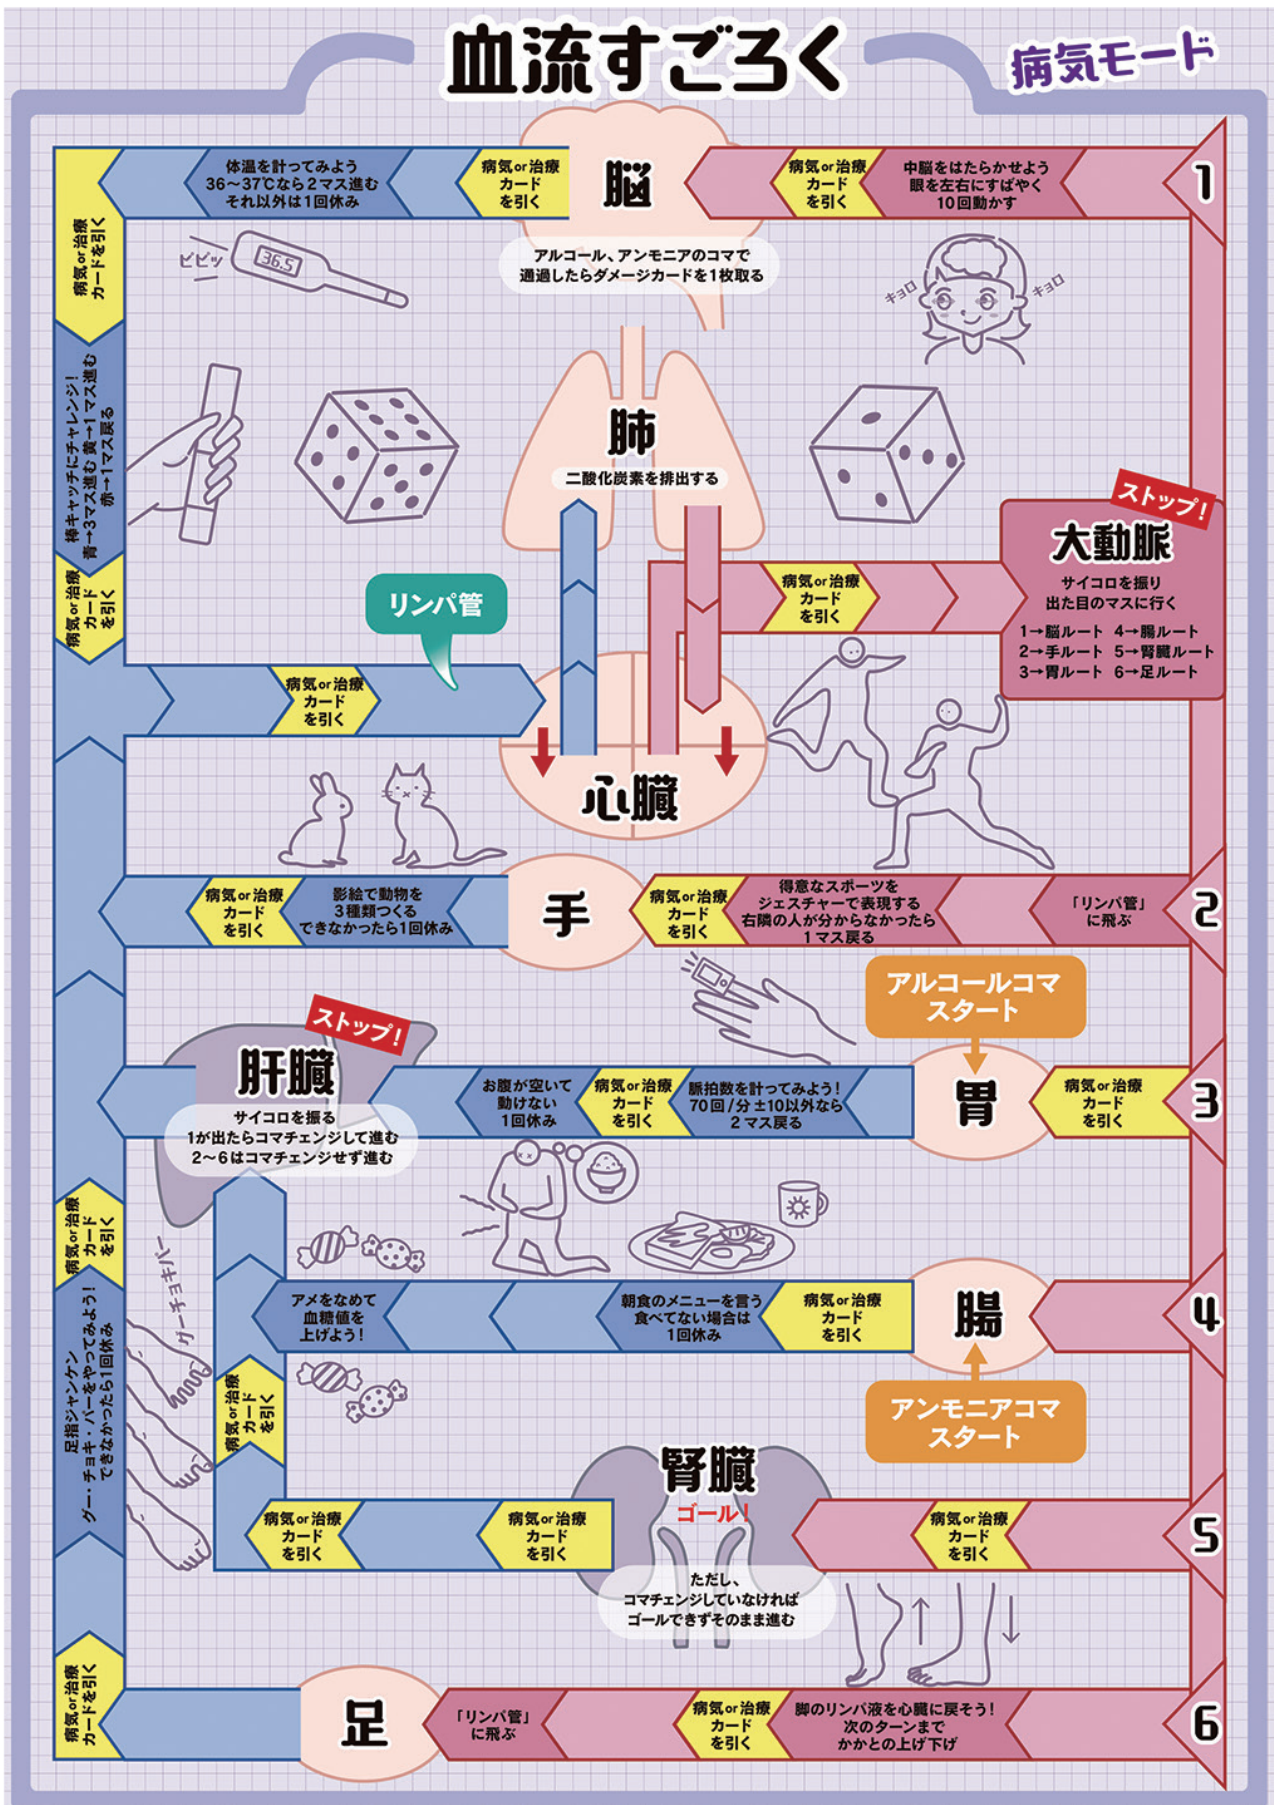 血流すごろく
病気モード
体温を計ってみよう
36〜37℃なら2マス進む
それ以外は1回休み
病気or治療
カード
を引く
脳
病気or治療
カード
を引く
中脳をはたらかせよう
眼を左右にすばやく
10回動かす
1
アルコール、アンモニアのコマで
通過したらダメージカードを1枚取る
病気or治療
カードを引く
ピピッ
36.5
キョロ
キョロ
棒キャッチにチャレンジ!
青→3マス進む 黄→1マス進む
赤→1マス戻る
肺
二酸化炭素を排出する
ストップ!
大動脈
サイコロを振り
出た目のマスに行く
1→脳ルート 4→腸ルート
2→手ルート 5→腎臓ルート
3→胃ルート 6→足ルート
病気or治療
カード
を引く
病気or治療
カード
を引く
リンパ管
病気or治療
カード
を引く
心臓
病気or治療
カード
を引く
影絵で動物を
3種類つくる
できなかったら1回休み
手
病気or治療
カード
を引く
得意なスポーツを
ジェスチャーで表現する
右隣の人が分からなかったら
1マス戻る
「リンパ管」
に飛ぶ
2
アルコールコマ
スタート
ストップ!
肝臓
サイコロを振る
1が出たらコマチェンジして進む
2〜6はコマチェンジせず進む
お腹が空いて
動けない
1回休み
病気or治療
カード
を引く
脈拍数を計ってみよう!
70回/分±10以外なら
2マス戻る
胃
病気or治療
カード
を引く
3
病気or治療
カード
を引く
グーチョキパー
アメをなめて
血糖値を
上げよう!
朝食のメニューを言う
食べてない場合は
1回休み
病気or治療
カード
を引く
腸
4
足指ジャンケン
グー・チョキ・パーをやってみよう!
できなかったら1回休み
病気or治療
カード
を引く
アンモニアコマ
スタート
病気or治療
カード
を引く
病気or治療
カード
を引く
腎臓
ゴール!
ただし、
コマチェンジしていなければ
ゴールできずそのまま進む
病気or治療
カード
を引く
5
病気or治療
カードを引く
足
「リンパ管」
に飛ぶ
病気or治療
カード
を引く
脚のリンパ液を心臓に戻そう!
次のターンまで
かかとの上げ下げ
6